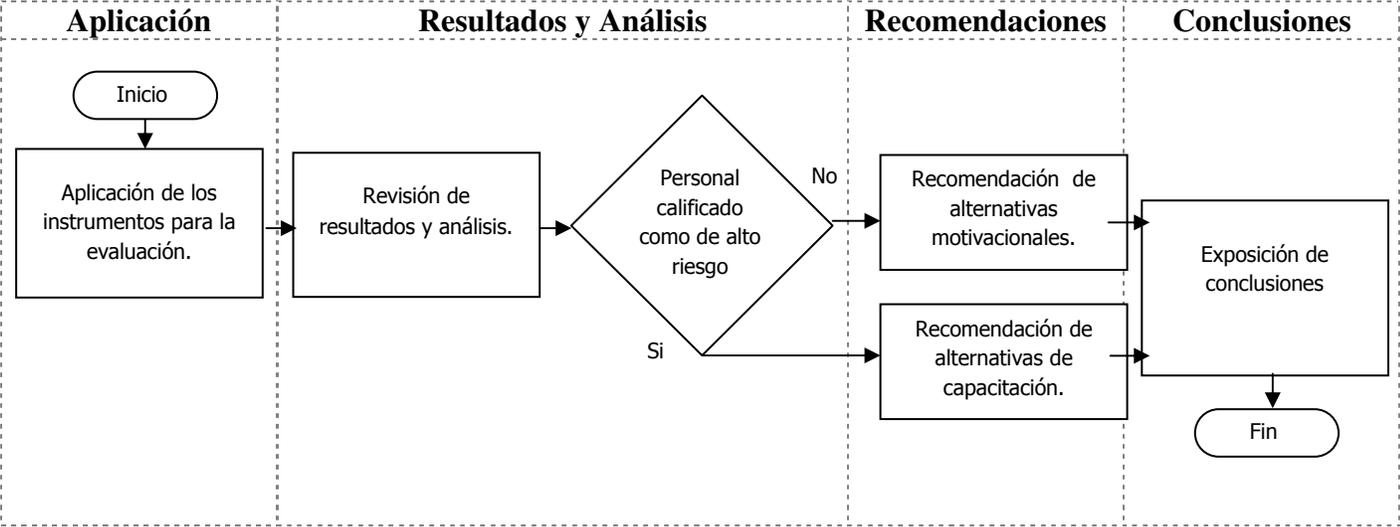 Aplicación
Resultados y Análisis
Recomendaciones
Conclusiones
Inicio
Aplicación de los
instrumentos para la
evaluación.
Revisión de
resultados y análisis.
Personal
calificado
como de alto
riesgo
No
Si
Recomendación de
alternativas
motivacionales.
Recomendación de
alternativas de
capacitación.
Exposición de
conclusiones
Fin